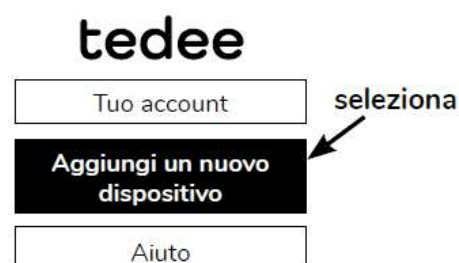 tedee
Tuo account
seleziona
Aggiungi un nuovo
dispositivo
Aiuto